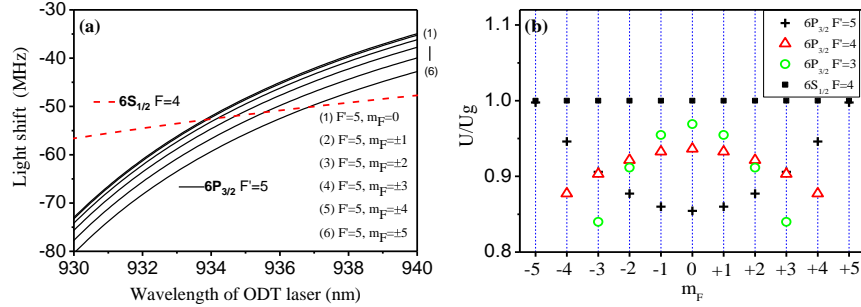 (a)
-30
-40
-50
-60
-70
-80
Light shift (MHz)
(1)
(6)
6S1/2 F=4
(1) F'=5, mF=0
(2) F'=5, mF=±1
(3) F'=5, mF=±2
(4) F'=5, mF=±3
(5) F'=5, mF=±4
(6) F'=5, mF=±5
6P3/2 F'=5
930 932 934 936 938 940
Wavelength of ODT laser (nm)
(b)
6P3/2 F'=5
6P3/2 F'=4
6P3/2 F'=3
6S1/2 F=4
1.1
1.0
0.9
0.8
U/Ug
-5 -4 -3 -2 -1 0 +1 +2 +3 +4 +5
mF